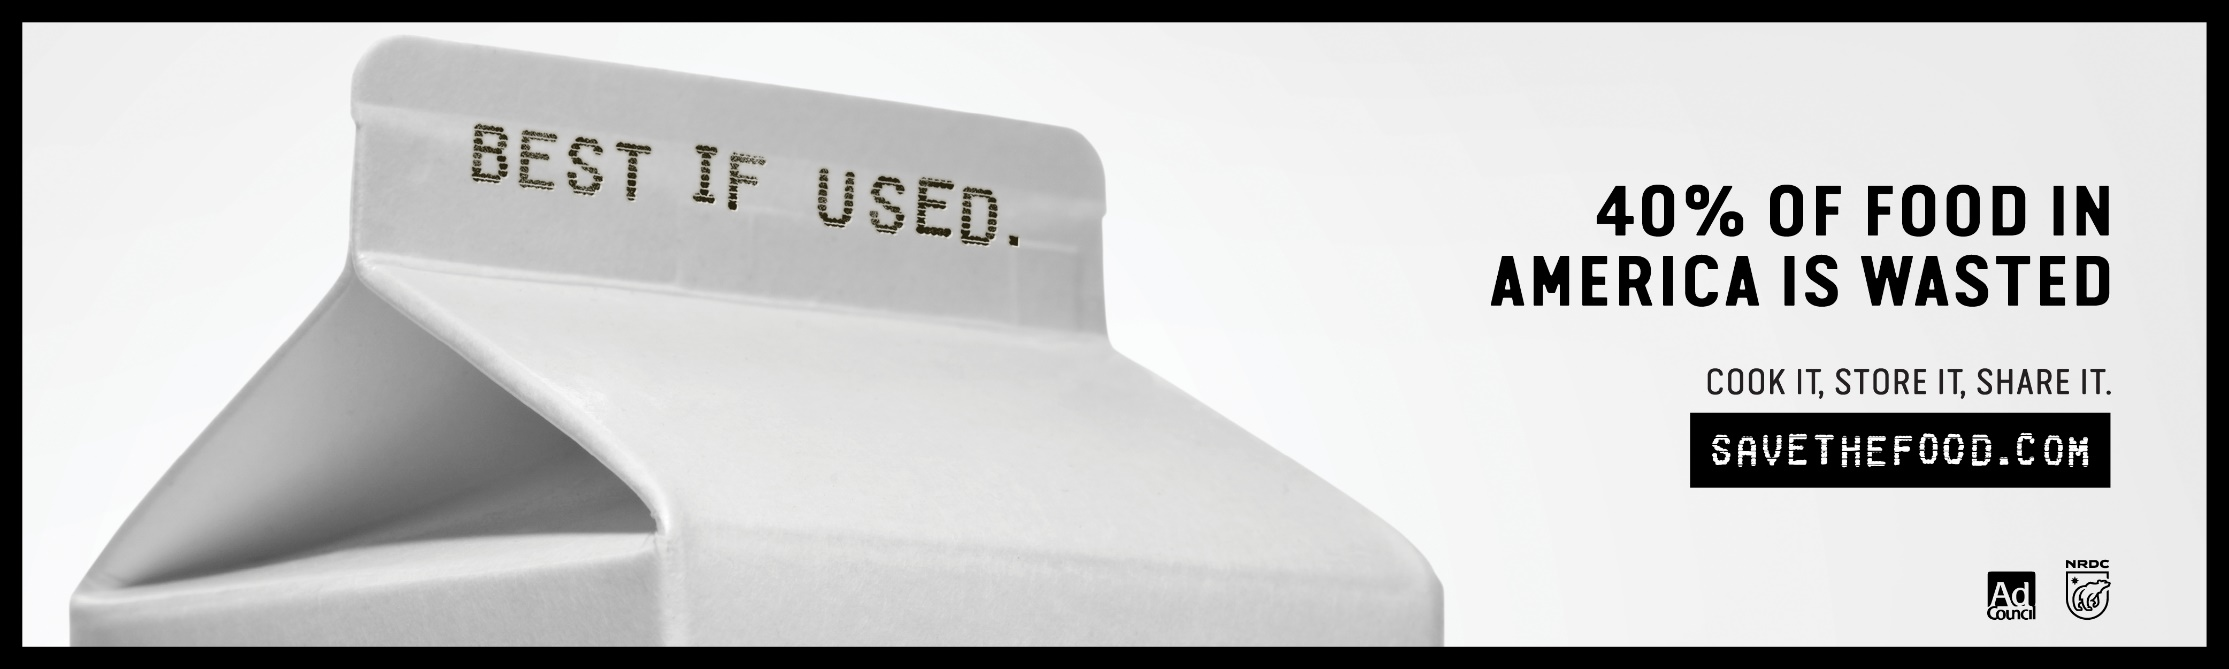 BEST IF USED.
40% OF FOOD IN
AMERICA IS WASTED
COOK IT, STORE IT, SHARE IT.
SAVETHEFOOD.COM
Ad
Council
NRDC